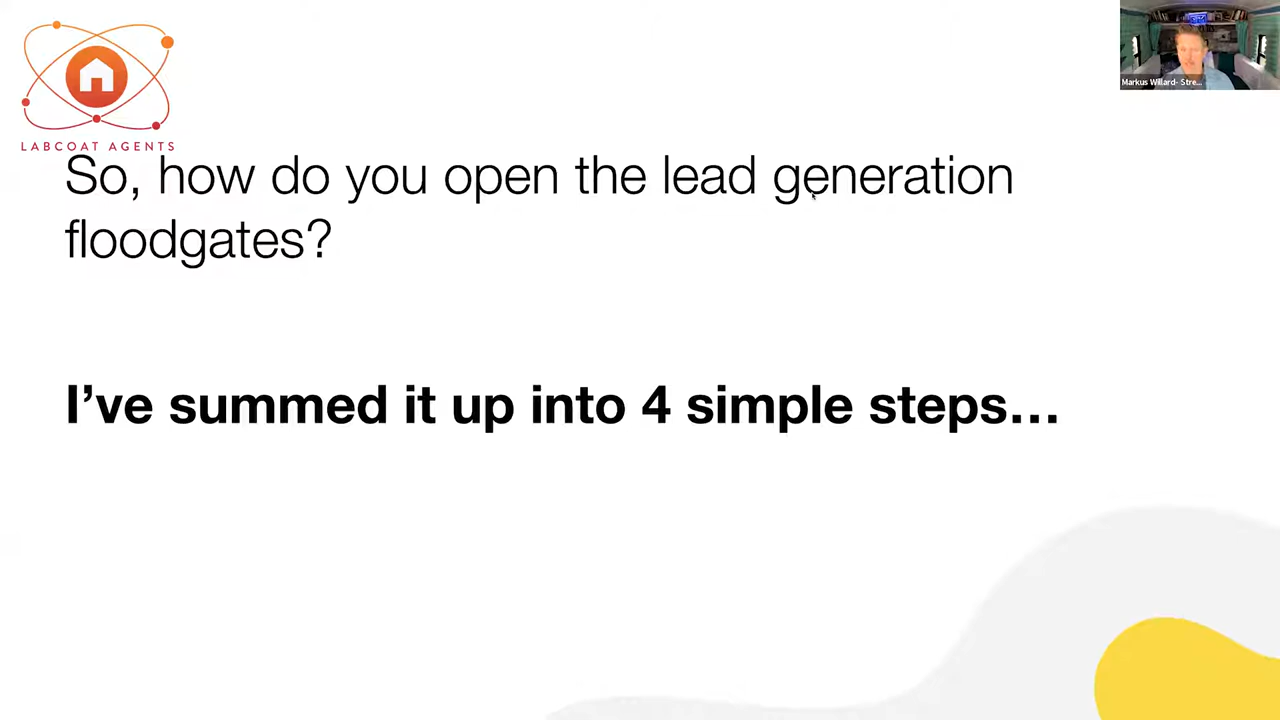 LABCOAT AGENTS
Markus Willard- Stre...
So, how do you open the lead generation
floodgates?
I’ve summed it up into 4 simple steps…